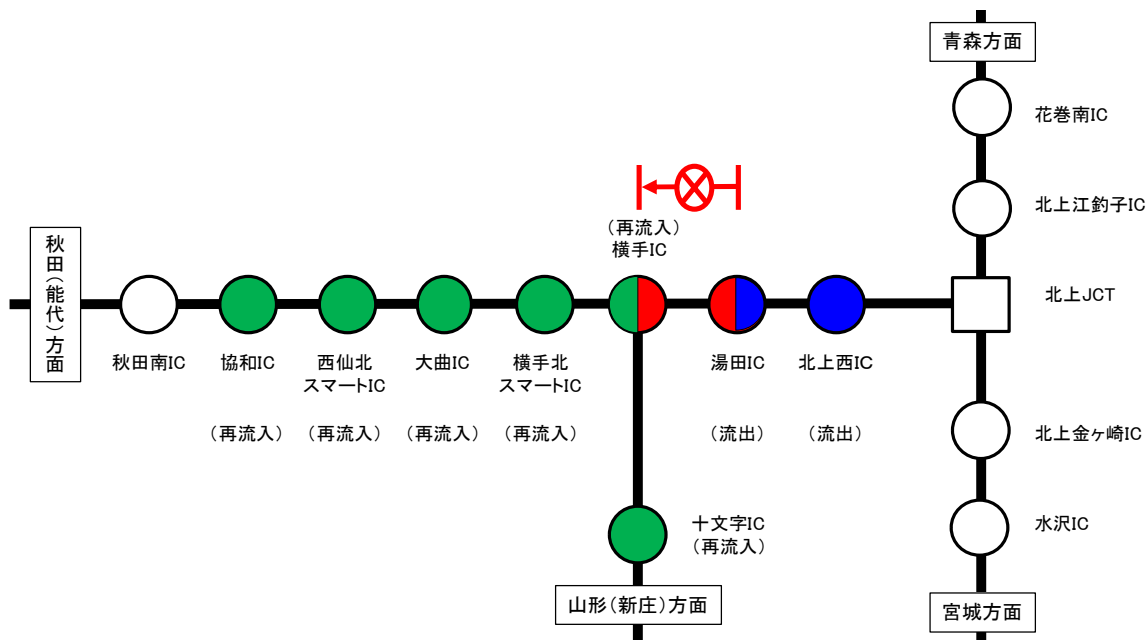 青森方面
花巻南IC
北上江釣子IC
(再流入)
横手IC
秋田(能代)方面
北上JCT
秋田南IC
協和IC
西仙北
スマートIC
大曲IC
横手北
スマートIC
湯田IC
北上西IC
(再流入)
(再流入)
(再流入)
(再流入)
(流出)
(流出)
北上金ヶ崎IC
十文字IC
(再流入)
水沢IC
山形(新庄)方面
宮城方面